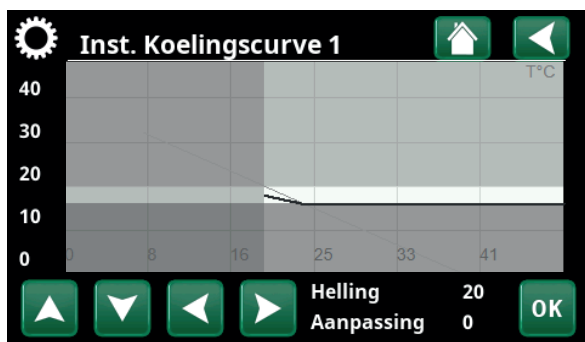 Inst. Koelingscurve 1
T°C
40
30
20
10
0
0 8 16 25 33 41
Helling 20
Aanpassing 0
OK